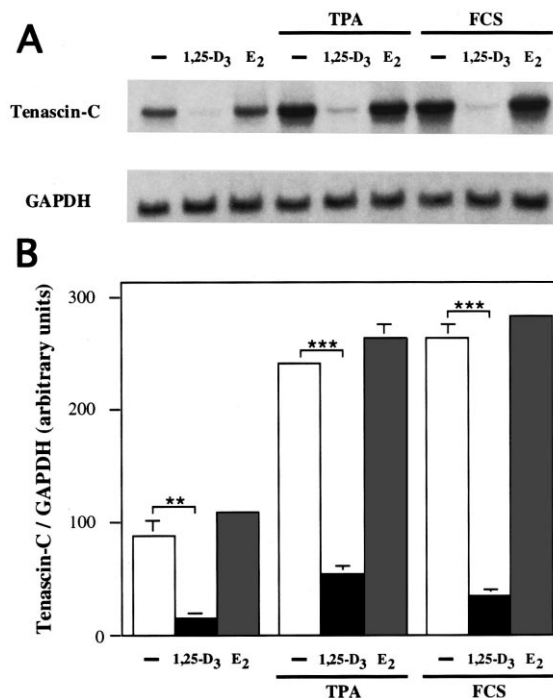 A
TPA FCS
– 1,25-D3 E2 – 1,25-D3 E2 – 1,25-D3 E2
Tenascin-C
GAPDH
B
Tenascin-C / GAPDH (arbitrary units)
300
200
100
0
** *** ***
– 1,25-D3 E2 – 1,25-D3 E2 – 1,25-D3 E2
TPA FCS